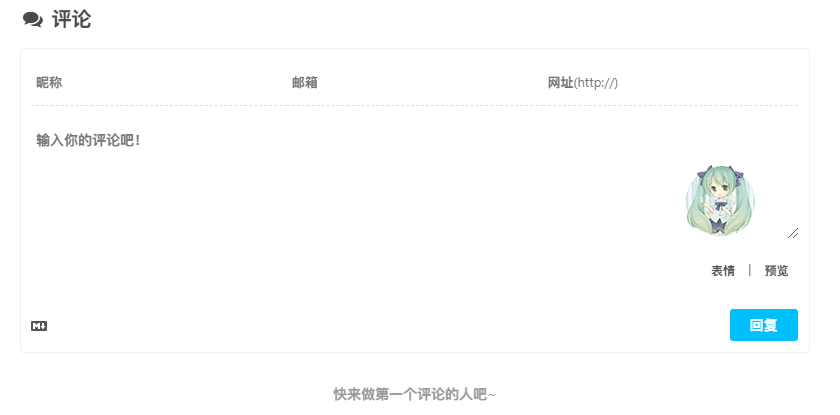 评论
昵称 邮箱 网址(http://)
输入你的评论吧！
表情 | 预览
M↓ 回复
快来做第一个评论的人吧~